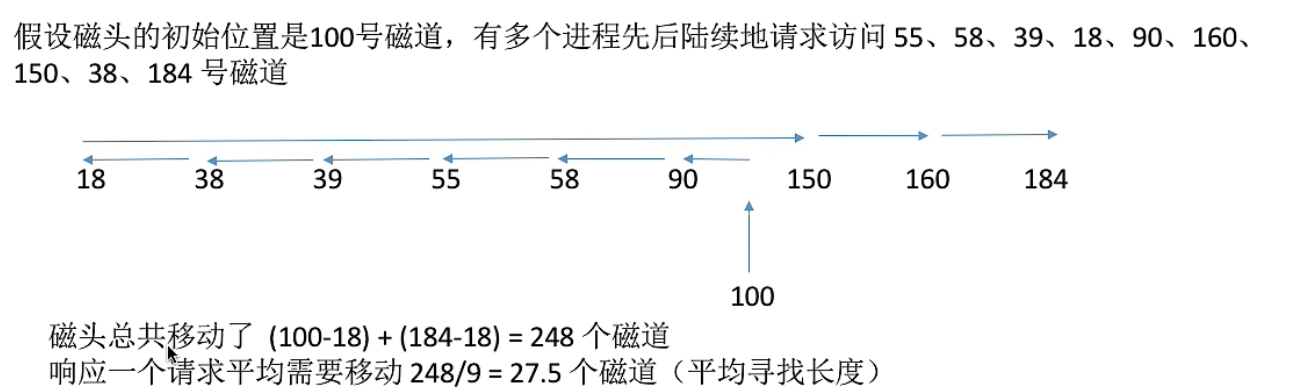 假设磁头的初始位置是100号磁道，有多个进程先后陆续地请求访问 55、58、39、18、90、160、
150、38、184 号磁道
18 38 39 55 58 90 150 160 184
100
磁头总共移动了 (100-18) + (184-18) = 248 个磁道
响应一个请求平均需要移动 248/9 = 27.5 个磁道（平均寻找长度）